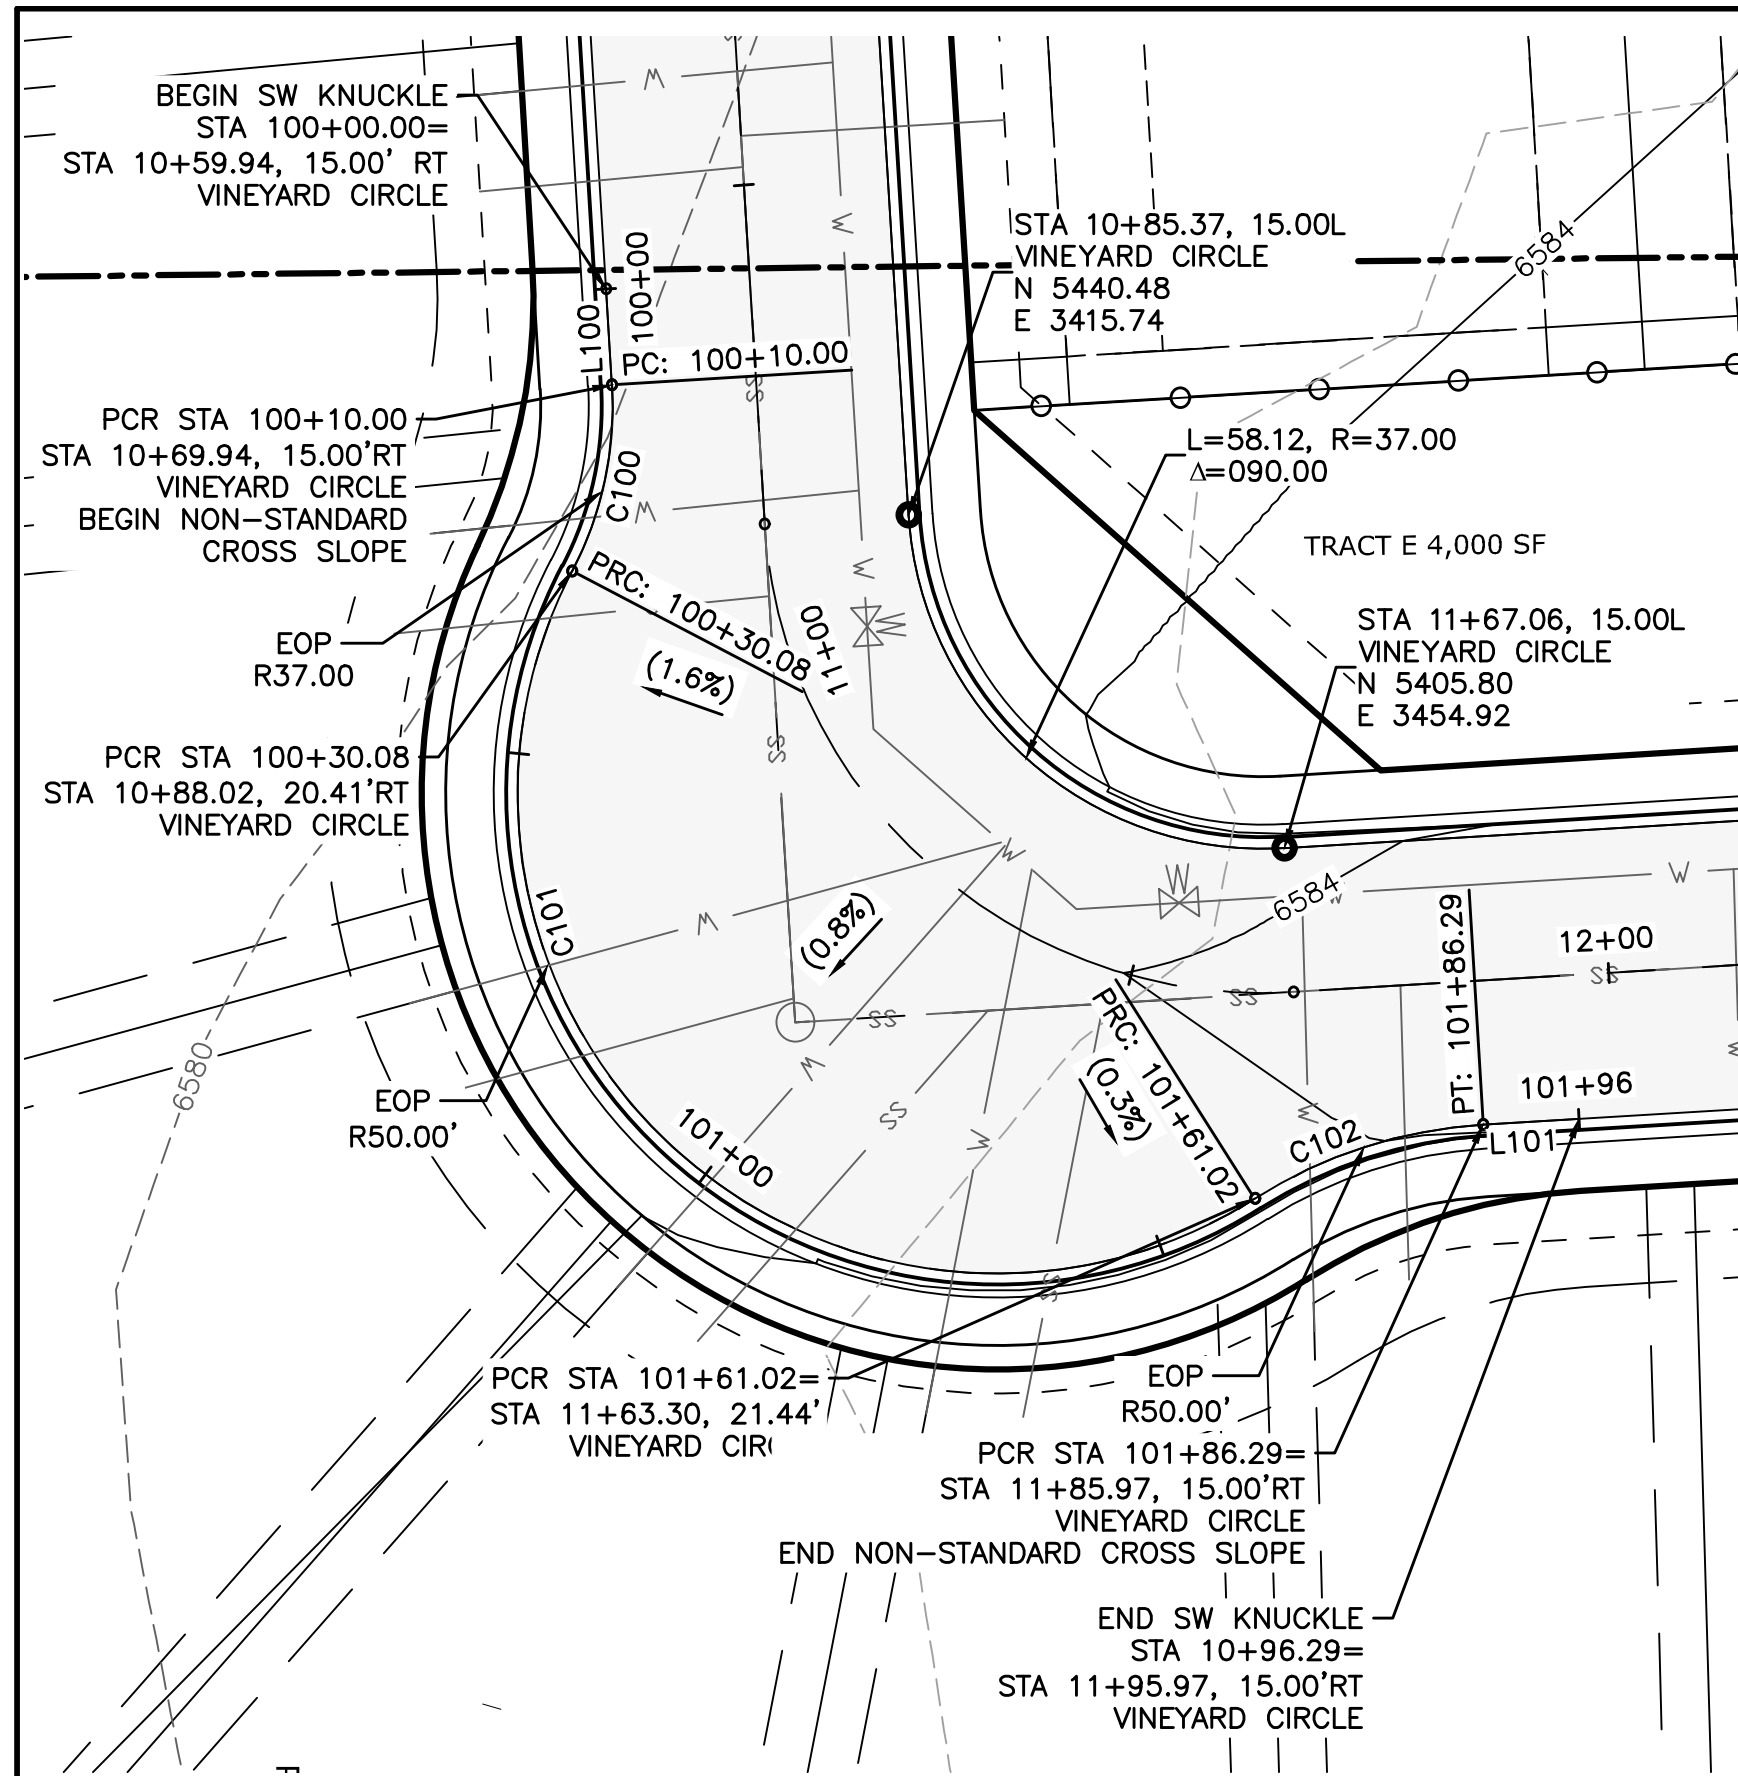 BEGIN SW KNUCKLE
STA 100+00.00=
STA 10+59.94, 15.00' RT
VINEYARD CIRCLE
STA 10+85.37, 15.00L
VINEYARD CIRCLE
N 5440.48
E 3415.74
6584
100+00
L100
PC: 100+10.00
PCR STA 100+10.00
STA 10+69.94, 15.00'RT
VINEYARD CIRCLE
BEGIN NON-STANDARD
CROSS SLOPE
L=58.12, R=37.00
Δ=090.00
C100
TRACT E 4,000 SF
PRC: 100+30.08
11+00
(1.6%)
EOP
R37.00
STA 11+67.06, 15.00L
VINEYARD CIRCLE
N 5405.80
E 3454.92
PCR STA 100+30.08
STA 10+88.02, 20.41'RT
VINEYARD CIRCLE
C101
(0.8%)
6584
PT: 101+86.29
12+00
6580
PRC: 101+61.02
(0.3%)
EOP
R50.00'
101+00
C102
101+96
L101
W
W
W
W
W
W
W
W
W
W
W
W
W
W
SS
SS
SS
SS
SS
SS
PCR STA 101+61.02=
STA 11+63.30, 21.44'
VINEYARD CIR
EOP
R50.00'
PCR STA 101+86.29=
STA 11+85.97, 15.00'RT
VINEYARD CIRCLE
END NON-STANDARD CROSS SLOPE
END SW KNUCKLE
STA 10+96.29=
STA 11+95.97, 15.00'RT
VINEYARD CIRCLE